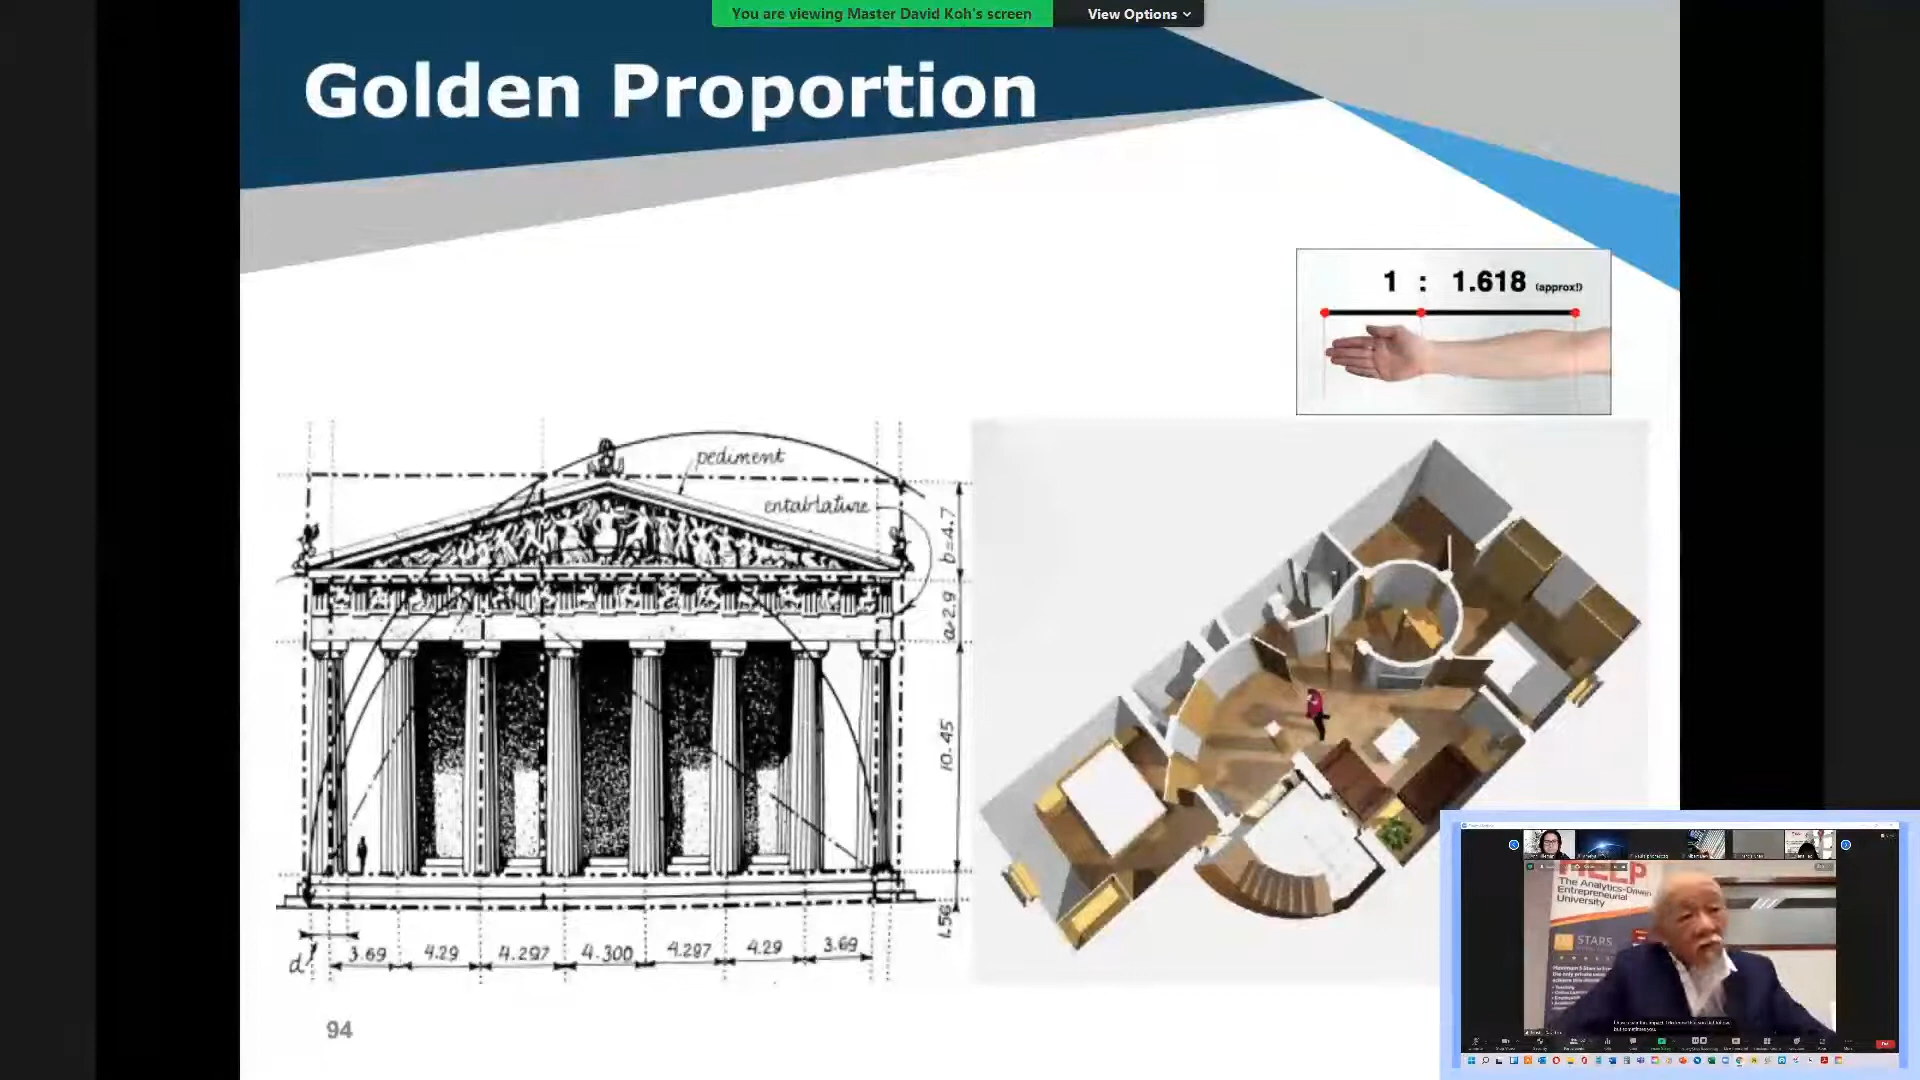 You are viewing Master David Koh's screen
View Options
Golden Proportion
1 : 1.618 (approx!)
pediment
entablature
b=4.7
a=2.9
10.45
1.56
d
3.69 4.29 4.297 4.300 4.297 4.29 3.69
94
HELP
The Analytics-Driven
Entrepreneurial
University
STARS